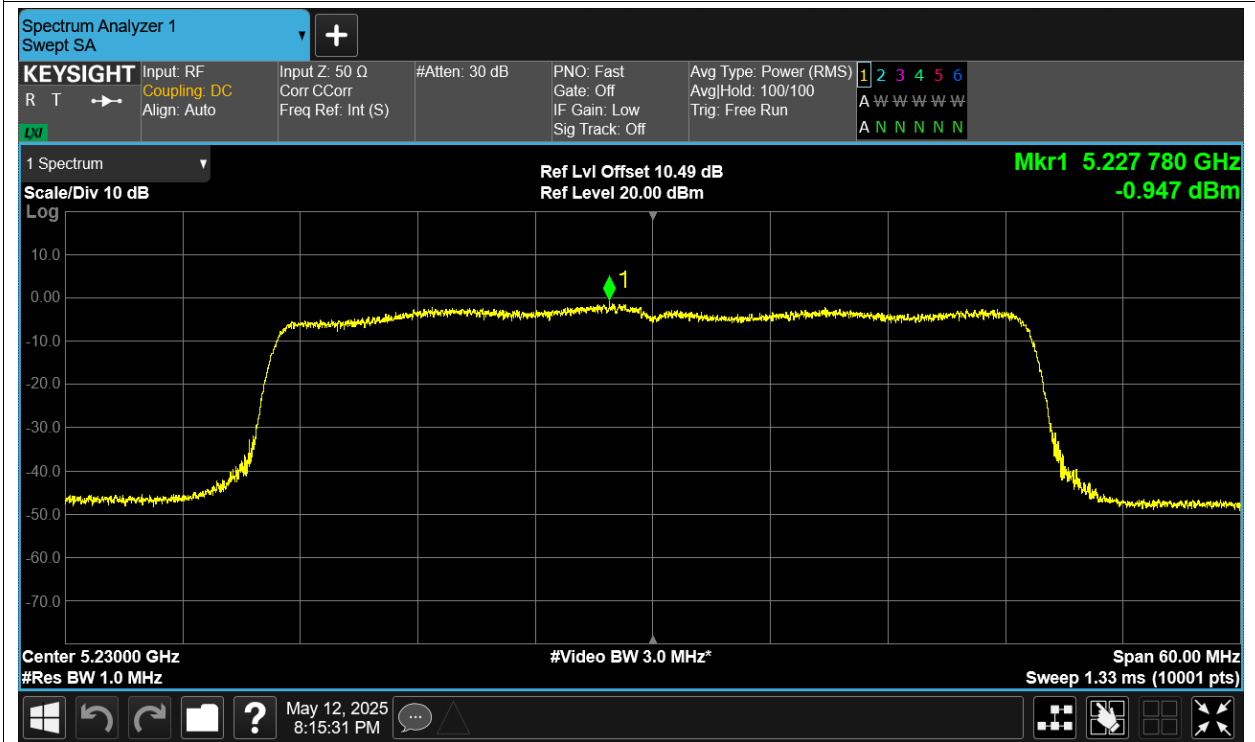 Spectrum Analyzer 1
Swept SA
KEYSIGHT
R T
LXI
Input: RF
Coupling: DC
Align: Auto
Input Z: 50 Ω
Corr CCorr
Freq Ref: Int (S)
#Atten: 30 dB
PNO: Fast
Gate: Off
IF Gain: Low
Sig Track: Off
Avg Type: Power (RMS)
Avg|Hold: 100/100
Trig: Free Run
1 2 3 4 5 6
A W W W W W
A N N N N N
1 Spectrum
Scale/Div 10 dB
Log
Ref Lvl Offset 10.49 dB
Ref Level 20.00 dBm
Mkr1 5.227 780 GHz
-0.947 dBm
10.0
0.00
-10.0
-20.0
-30.0
-40.0
-50.0
-60.0
-70.0
1
Center 5.23000 GHz
#Res BW 1.0 MHz
#Video BW 3.0 MHz*
Span 60.00 MHz
Sweep 1.33 ms (10001 pts)
?
May 12, 2025
8:15:31 PM